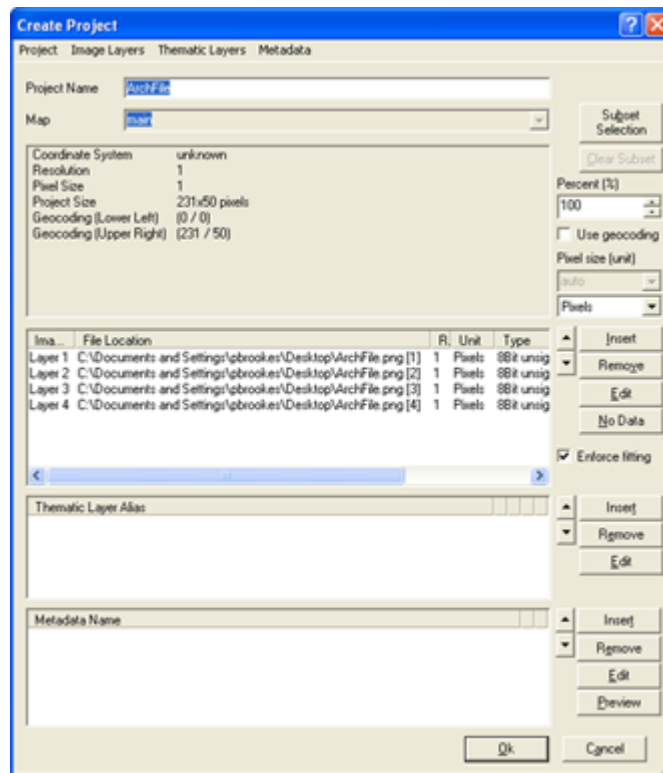 Create Project
Project Image Layers Thematic Layers Metadata
Project Name ArchFile
Map main
Subset Selection
Clear Subset
Coordinate System unknown
Resolution 1
Pixel Size 1
Project Size 231x50 pixels
Geocoding (Lower Left) (0 / 0)
Geocoding (Upper Right) (231 / 50)
Percent (%)
100
Use geocoding
Pixel size (unit)
auto
Pixels
Ima... File Location R. Unit Type
Layer 1 C:\Documents and Settings\pbrookes\Desktop\ArchFile.png [1] 1 Pixels 8Bit unsig
Layer 2 C:\Documents and Settings\pbrookes\Desktop\ArchFile.png [2] 1 Pixels 8Bit unsig
Layer 3 C:\Documents and Settings\pbrookes\Desktop\ArchFile.png [3] 1 Pixels 8Bit unsig
Layer 4 C:\Documents and Settings\pbrookes\Desktop\ArchFile.png [4] 1 Pixels 8Bit unsig
Insert
Remove
Edit
No Data
Enforce fitting
Thematic Layer Alias
Insert
Remove
Edit
Metadata Name
Insert
Remove
Edit
Preview
Ok Cancel